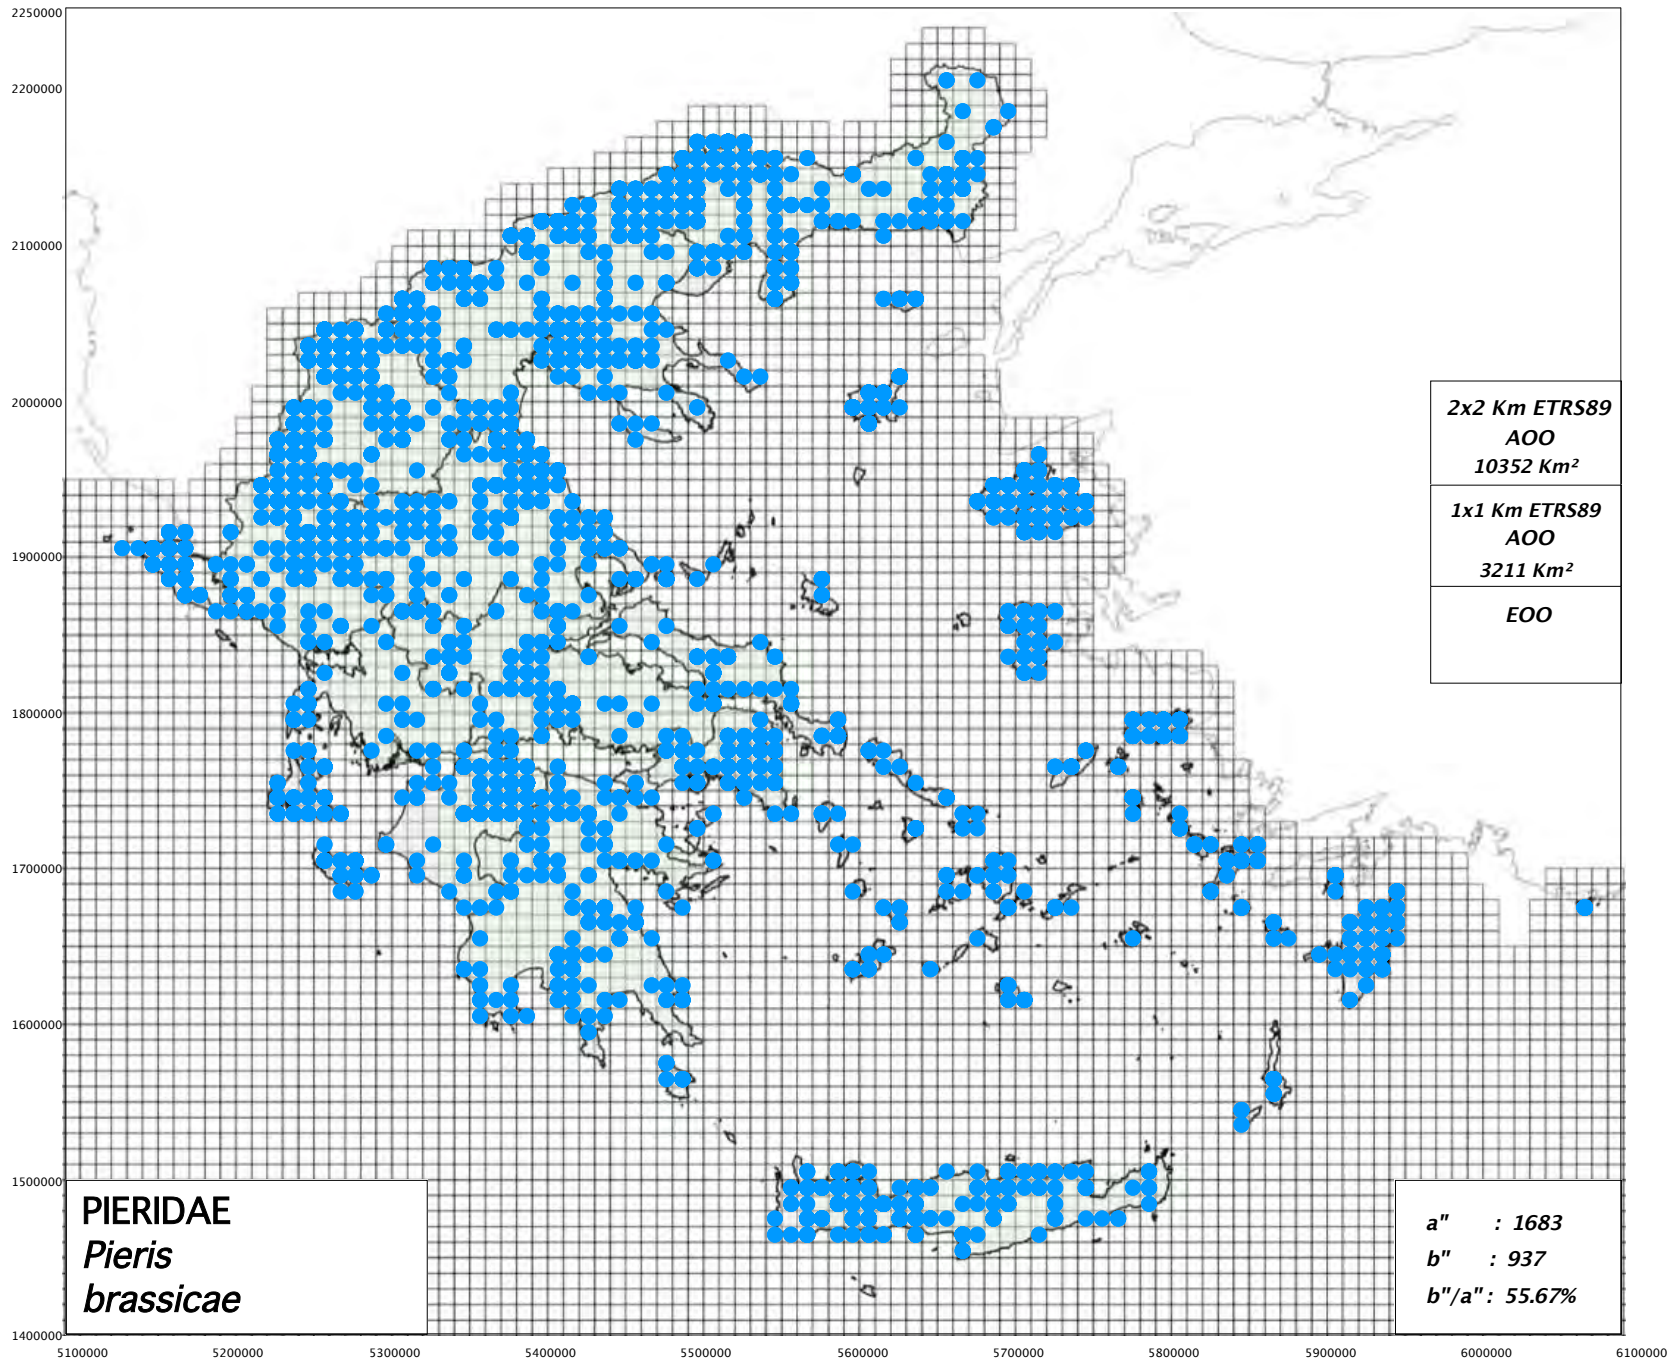 2250000
2200000
2100000
2000000
1900000
1800000
1700000
1600000
1500000
1400000
2x2 Km ETRS89
AOO
10352 Km²
1x1 Km ETRS89
AOO
3211 Km²
EOO
PIERIDAE
Pieris
brassicae
a" : 1683
b" : 937
b"/a" : 55.67%
5100000 5200000 5300000 5400000 5500000 5600000 5700000 5800000 5900000 6000000 6100000